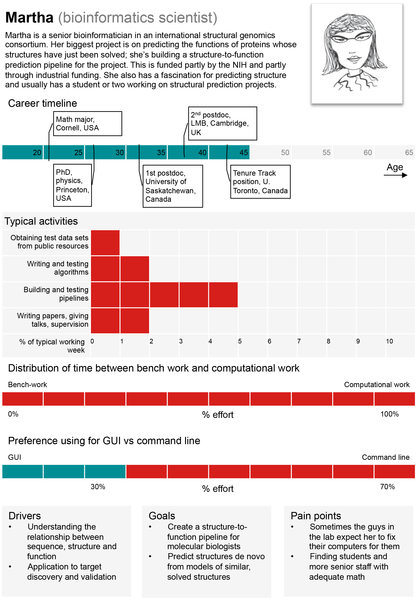 Martha (bioinformatics scientist)
Martha is a senior bioinformatician in an international structural genomics
consortium. Her biggest project is on predicting the functions of proteins whose
structures have just been solved; she's building a structure-to-function
prediction pipeline for the project. This is funded partly by the NIH and partly
through industrial funding. She also has a fascination for predicting structure
and usually has a student or two working on structural prediction projects.
Career timeline
Math major,
Cornell, USA
2nd postdoc,
LMB, Cambridge,
UK
20 25 30 35 40 45 50 55 60 65
PhD,
physics,
Princeton,
USA
1st postdoc,
University of
Saskatchewan,
Canada
Tenure Track
position, U.
Toronto, Canada
Age
Typical activities
Obtaining test data sets
from public resources
Writing and testing
algorithms
Building and testing
pipelines
Writing papers, giving
talks, supervision
% of typical working
week
0 1 2 3 4 5 6 7 8 9 10
Distribution of time between bench work and computational work
Bench-work Computational work
0% % effort 100%
Preference using for GUI vs command line
GUI Command line
30% % effort 70%
Drivers
• Understanding the
relationship between
sequence, structure and
function
• Application to target
discovery and validation
Goals
• Create a structure-to-
function pipeline for
molecular biologists
• Predict structures de novo
from models of similar,
solved structures
Pain points
• Sometimes the guys in
the lab expect her to fix
their computers for them
• Finding students and
more senior staff with
adequate math